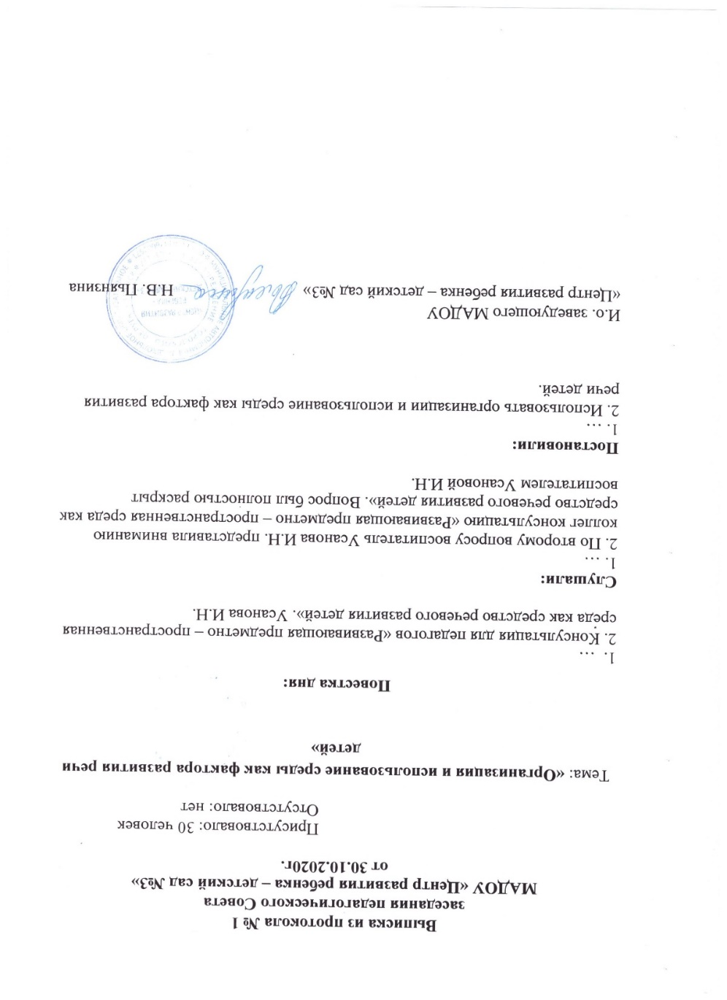 Выписка из протокола № 1
заседания педагогического Совета
МАДОУ «Центр развития ребенка – детский сад №3»
от 30.10.2020г.
Присутствовало: 30 человек
Отсутствовало: нет
Тема: «Организация и использование среды как фактора развития речи
детей»
Повестка дня:
1. …
2. Консультация для педагогов «Развивающая предметно – пространственная
среда как средство речевого развития детей». Усанова И.Н.
Слушали:
1. …
2. По второму вопросу воспитатель Усанова И.Н. представила вниманию
коллег консультацию «Развивающая предметно – пространственная среда как
средство речевого развития детей». Вопрос был полностью раскрыт
воспитателем Усановой И.Н.
Постановили:
1. …
2. Использовать организации и использование среды как фактора развития
речи детей.
И.о. заведующего МАДОУ
«Центр развития ребенка – детский сад №3» Н.В. Пьянзина